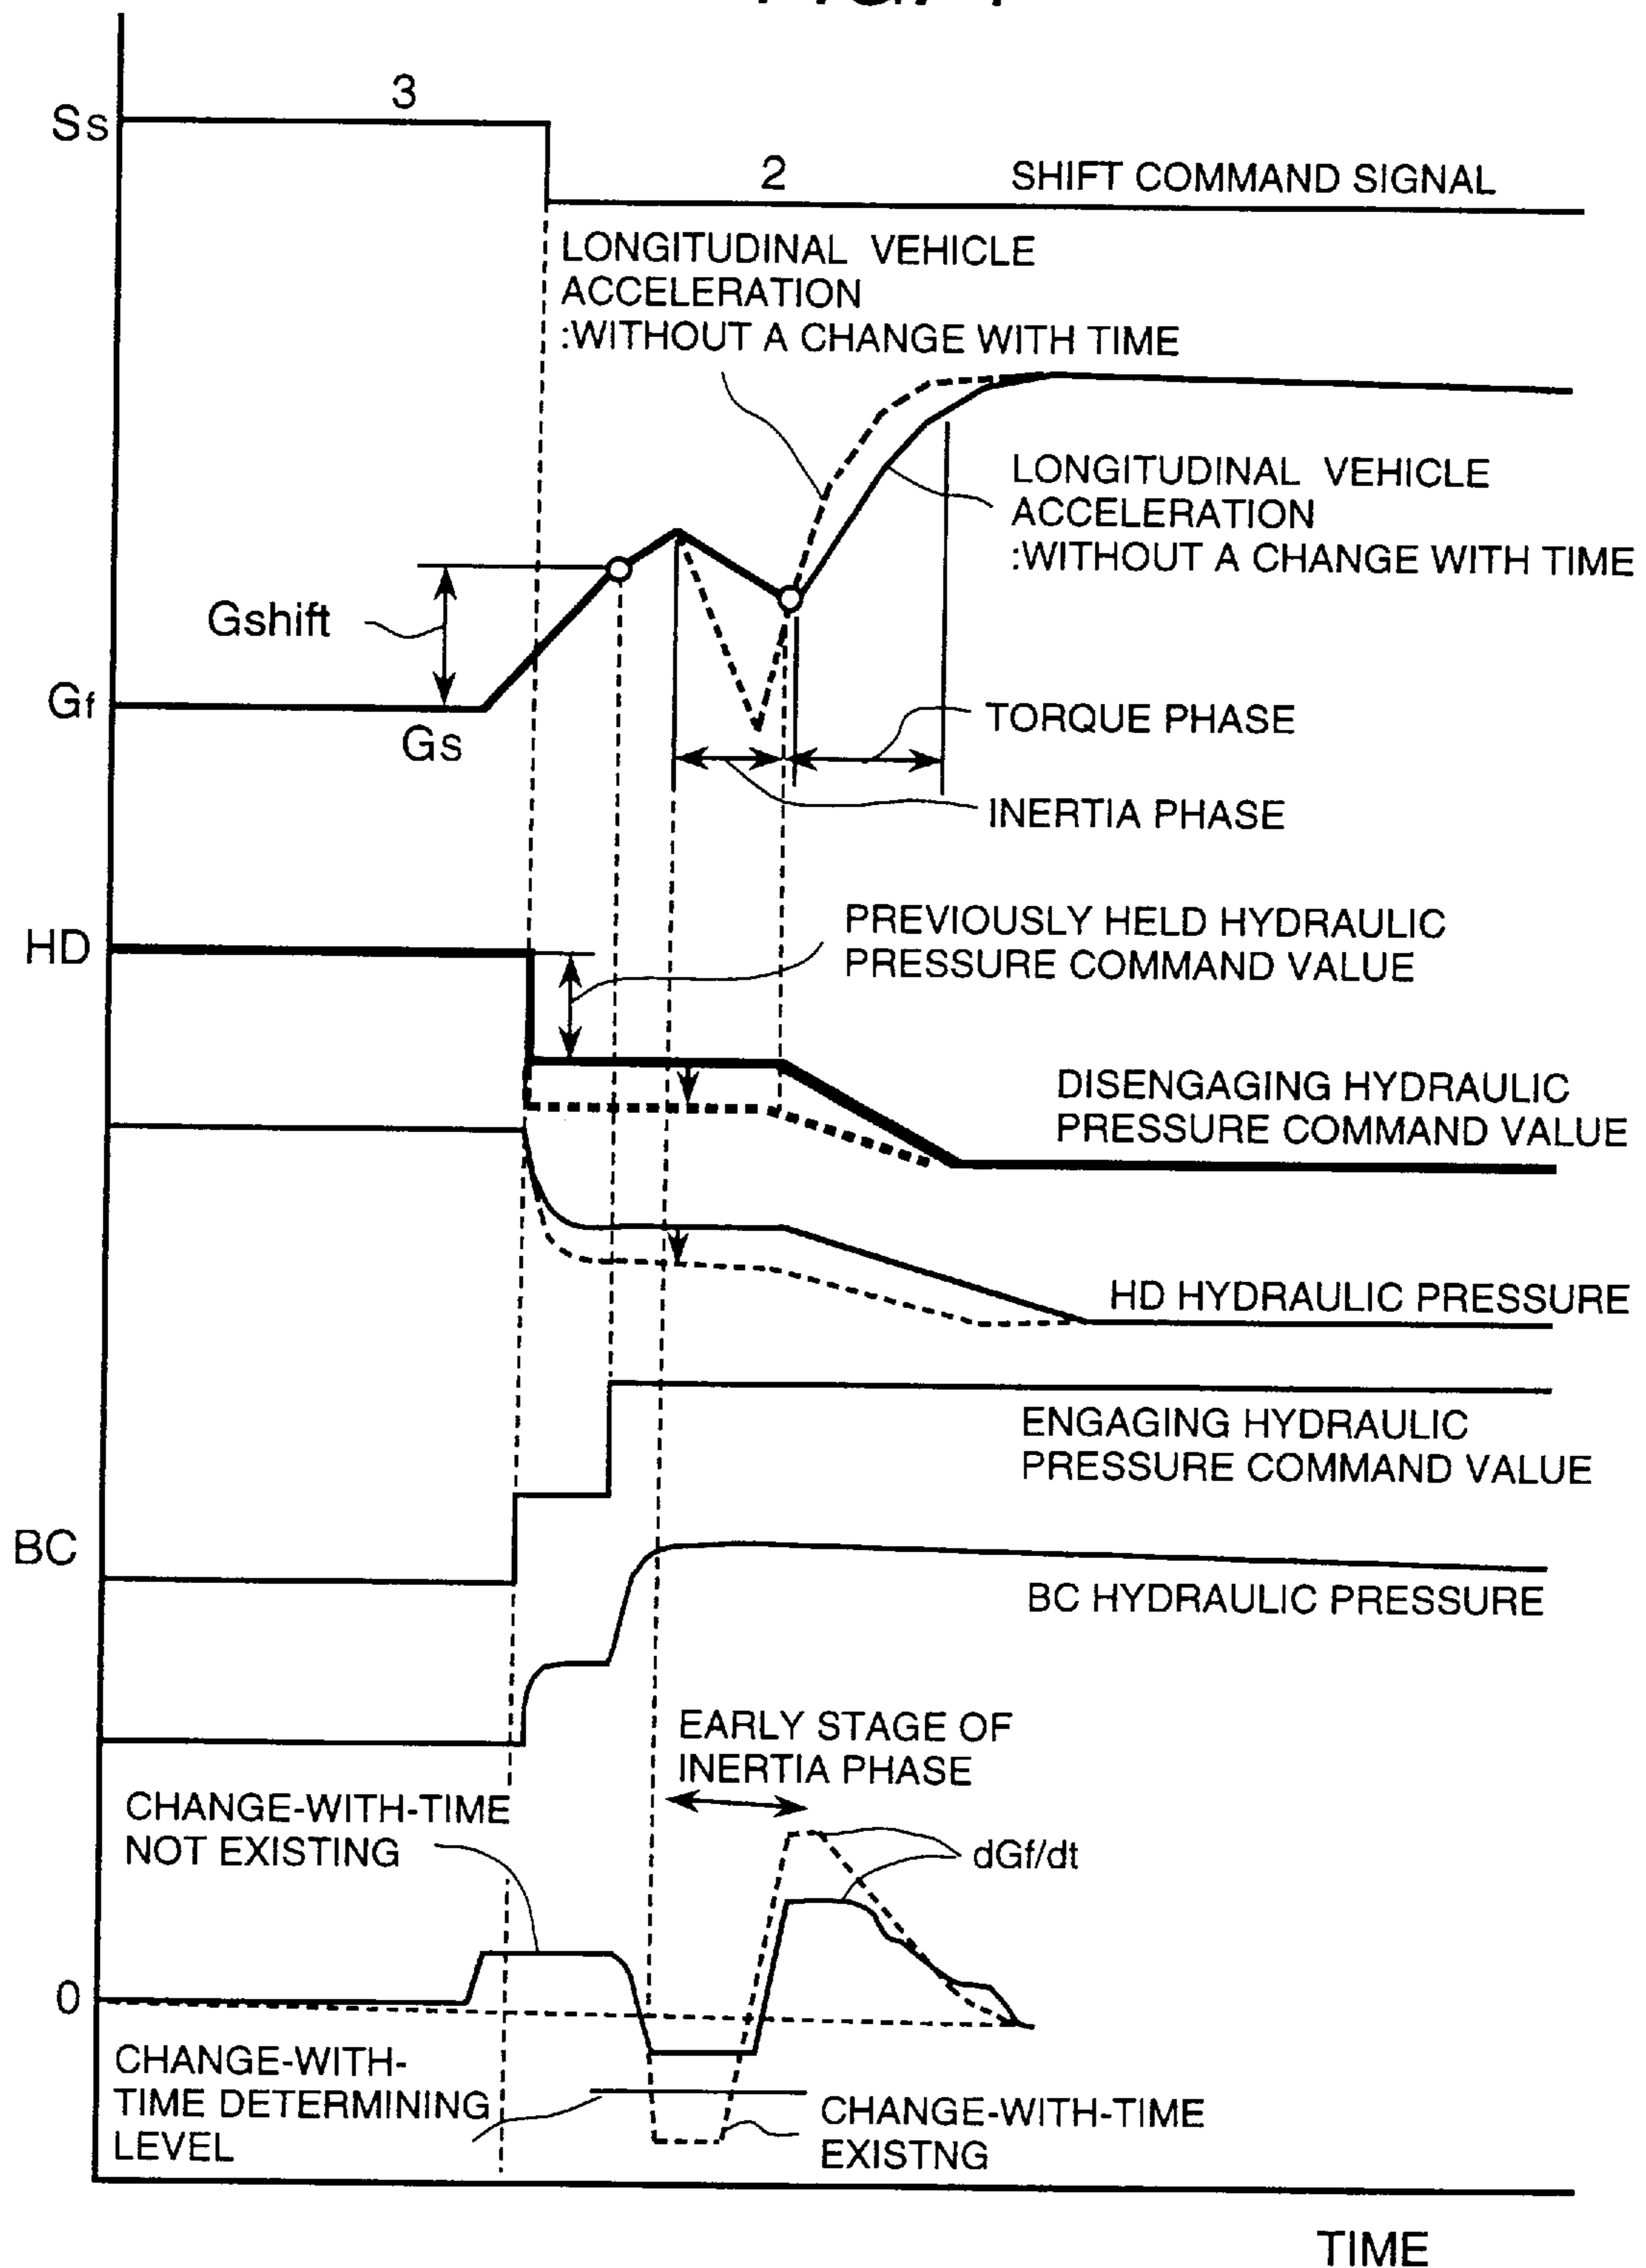 3
Ss
2
SHIFT COMMAND SIGNAL
LONGITUDINAL VEHICLE
ACCELERATION
:WITHOUT A CHANGE WITH TIME
LONGITUDINAL VEHICLE
ACCELERATION
:WITHOUT A CHANGE WITH TIME
Gshift
Gf
Gs
TORQUE PHASE
INERTIA PHASE
PREVIOUSLY HELD HYDRAULIC
PRESSURE COMMAND VALUE
HD
DISENGAGING HYDRAULIC
PRESSURE COMMAND VALUE
HD HYDRAULIC PRESSURE
ENGAGING HYDRAULIC
PRESSURE COMMAND VALUE
BC
BC HYDRAULIC PRESSURE
EARLY STAGE OF
INERTIA PHASE
CHANGE-WITH-TIME
NOT EXISTING
dGf/dt
0
CHANGE-WITH-
TIME DETERMINING
LEVEL
CHANGE-WITH-TIME
EXISTNG
TIME